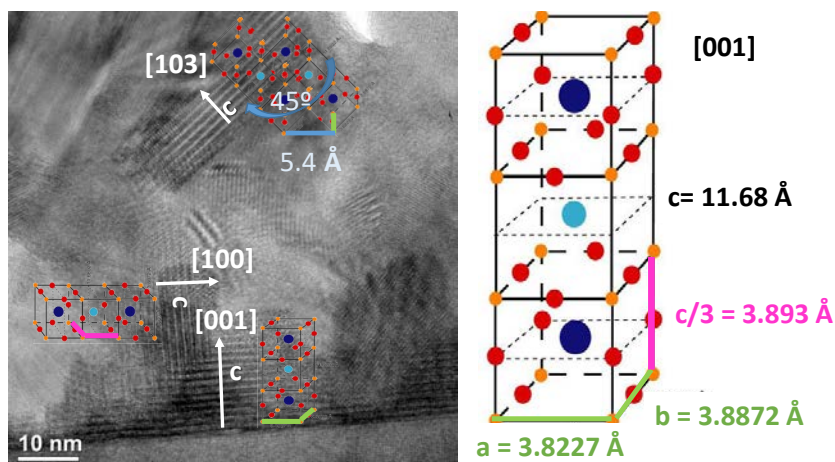 [103]
c
45º
5.4 Å
[100]
c
[001]
c
10 nm
[001]
c= 11.68 Å
c/3 = 3.893 Å
b = 3.8872 Å
a = 3.8227 Å